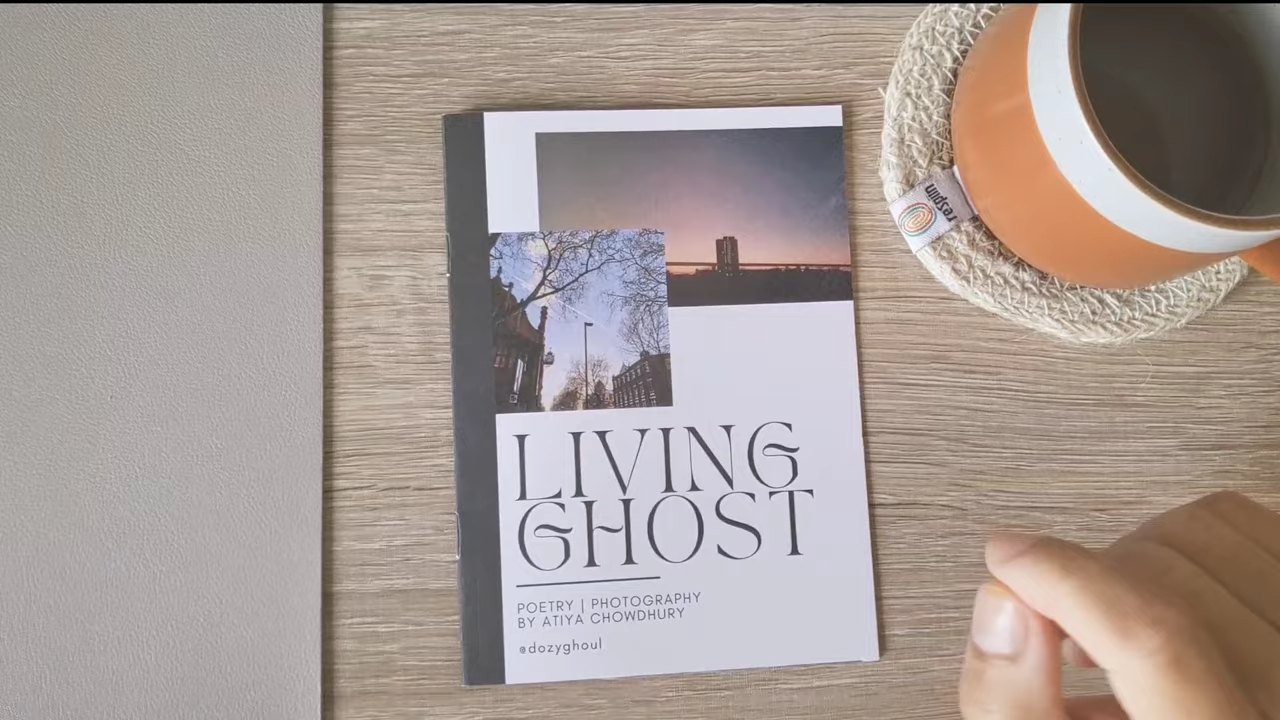 LIVING
GHOST
POETRY | PHOTOGRAPHY
BY ATIYA CHOWDHURY
@dozyghoul
respiin